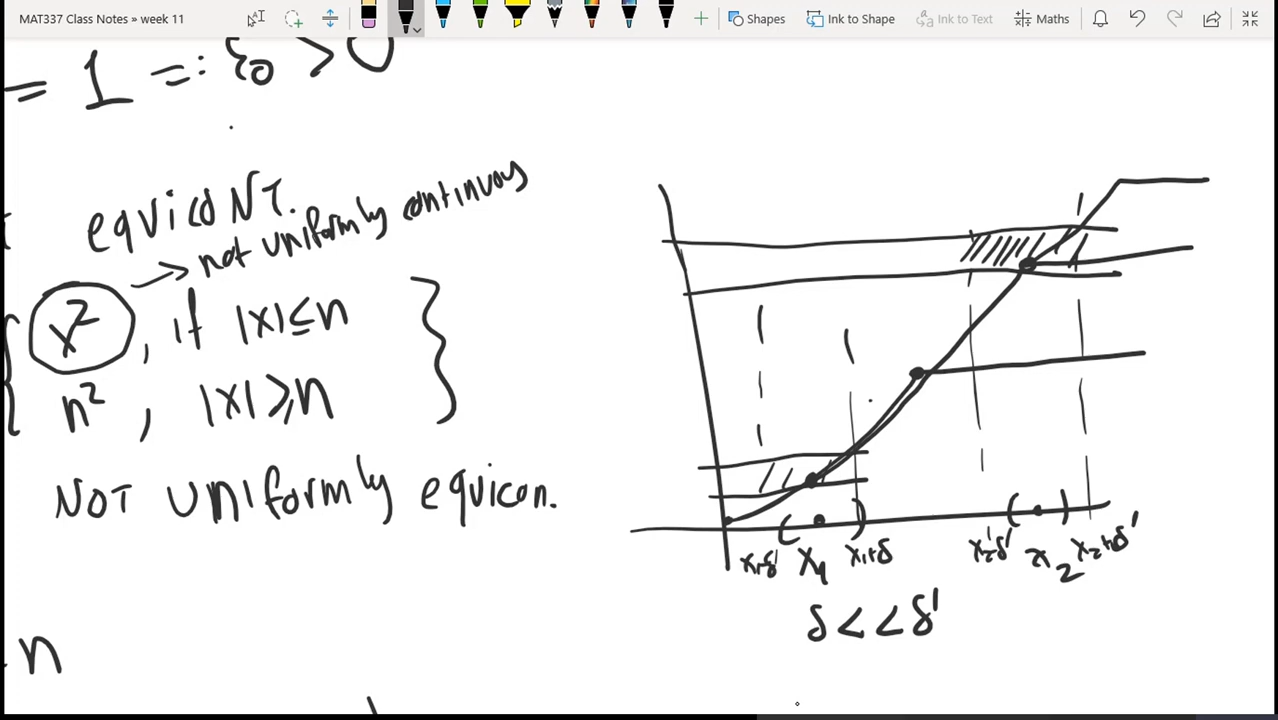 MAT337 Class Notes » week 11
Shapes
Ink to Shape
Ink to Text
Maths
= 1 =: ε0 > 0
equicoNT.
→ not uniformly continuous
x², if |x|≤n }
n², |x|≥n
NOT uniformly equicon.
x1-δ' x1 x1+δ x2-δ' x2 x2+δ'
δ<<δ'
n